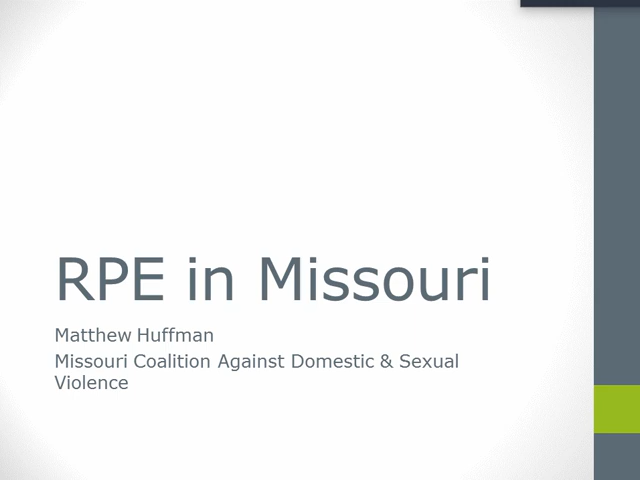 RPE in Missouri
Matthew Huffman
Missouri Coalition Against Domestic & Sexual
Violence